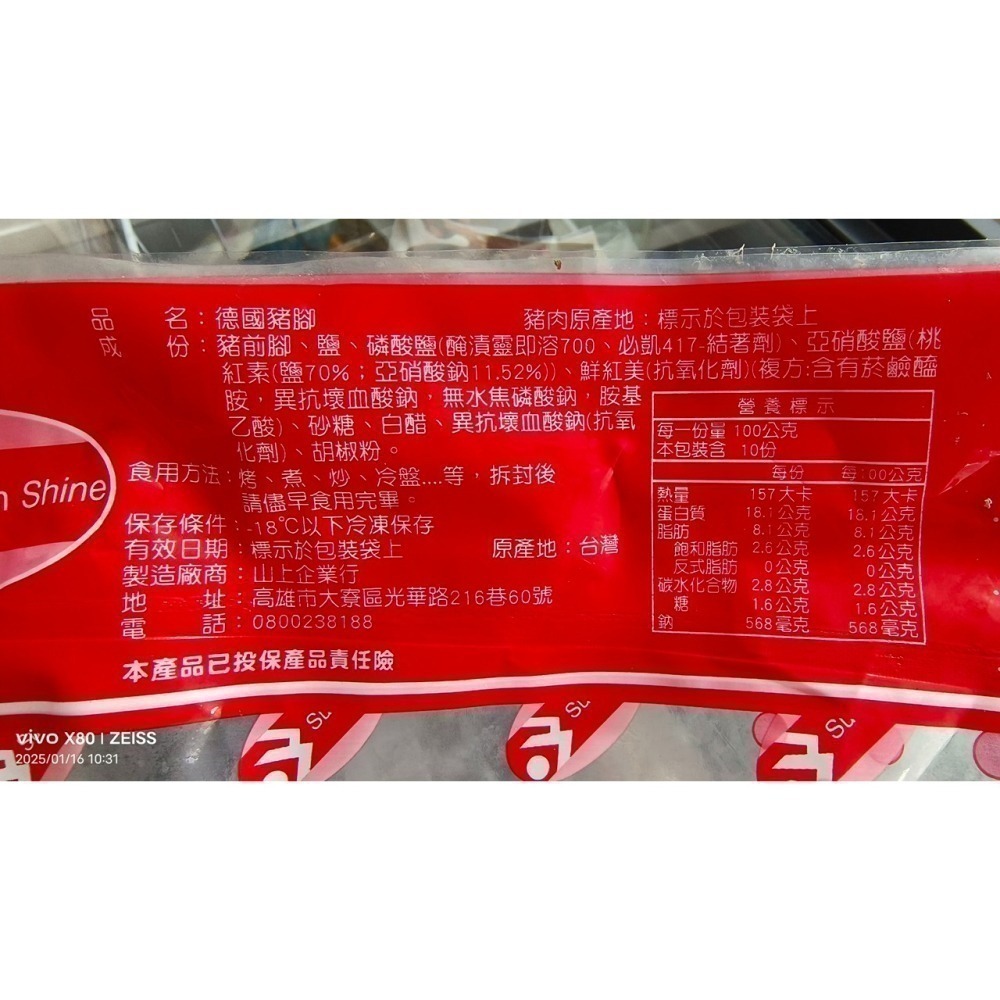 品　　名：德國豬腳　　豬肉原產地：標示於包裝袋上
成　　份：豬前腳、鹽、磷酸鹽(醃漬靈即溶700、必凱417-結著劑)、亞硝酸鹽(桃
紅素(鹽70%；亞硝酸鈉11.52%))、鮮紅美(抗氧化劑)(複方:含有菸鹼醯
胺，異抗壞血酸鈉，無水焦磷酸鈉，胺基
乙酸)、砂糖、白醋、異抗壞血酸鈉(抗氧
化劑)、胡椒粉。
食用方法：烤、煮、炒、冷盤....等，拆封後
請儘早食用完畢。
保存條件：-18℃以下冷凍保存
有效日期：標示於包裝袋上　　原產地：台灣
製造廠商：山上企業行
地　　址：高雄市大寮區光華路216巷60號
電　　話：0800238188
本產品已投保產品責任險
營養標示
每一份量 100公克
本包裝含 10份
每份　每100公克
熱量　157大卡　157大卡
蛋白質　18.1公克　18.1公克
脂肪　8.1公克　8.1公克
飽和脂肪　2.6公克　2.6公克
反式脂肪　0公克　0公克
碳水化合物　2.8公克　2.8公克
糖　1.6公克　1.6公克
鈉　568毫克　568毫克
Shine
vivo X80 | ZEISS
2025/01/16 10:31